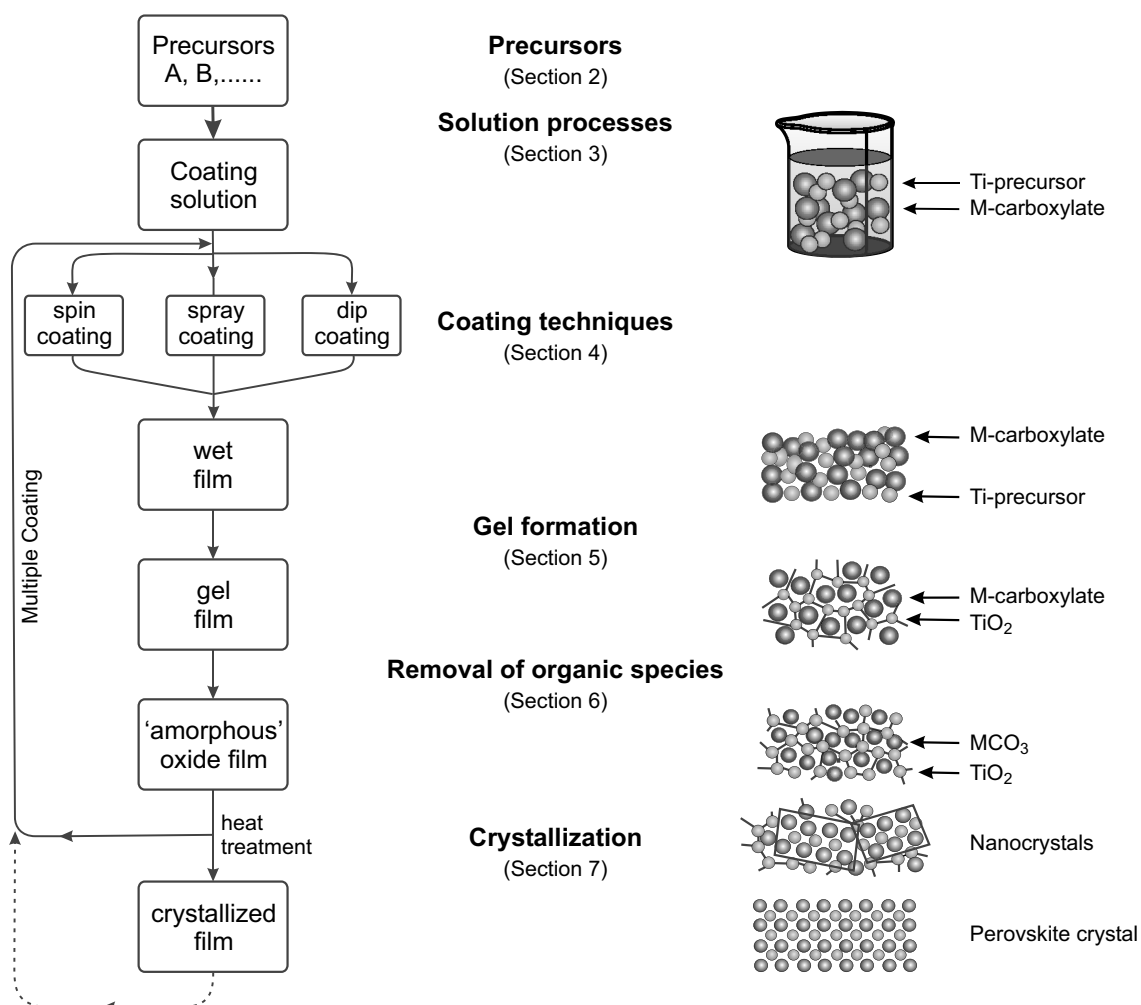 Precursors
A, B,......
Coating
solution
spin
coating
spray
coating
dip
coating
wet
film
gel
film
'amorphous'
oxide film
heat
treatment
crystallized
film
Multiple Coating
Precursors
(Section 2)
Solution processes
(Section 3)
Coating techniques
(Section 4)
Gel formation
(Section 5)
Removal of organic species
(Section 6)
Crystallization
(Section 7)
Ti-precursor
M-carboxylate
M-carboxylate
Ti-precursor
M-carboxylate
TiO₂
MCO₃
TiO₂
Nanocrystals
Perovskite crystal